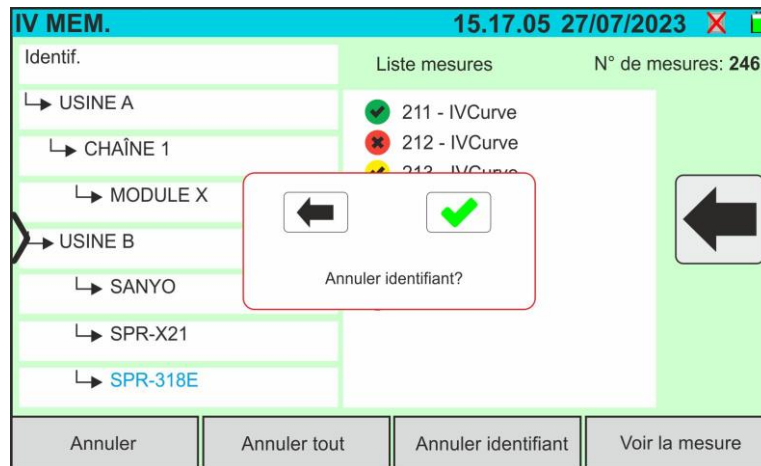 IV MEM.
15.17.05 27/07/2023
Identif.
Liste mesures
N° de mesures: 246
USINE A
CHAÎNE 1
MODULE X
USINE B
SANYO
SPR-X21
SPR-318E
211 - IVCurve
212 - IVCurve
213 - IVCurve
Annuler identifiant?
Annuler
Annuler tout
Annuler identifiant
Voir la mesure